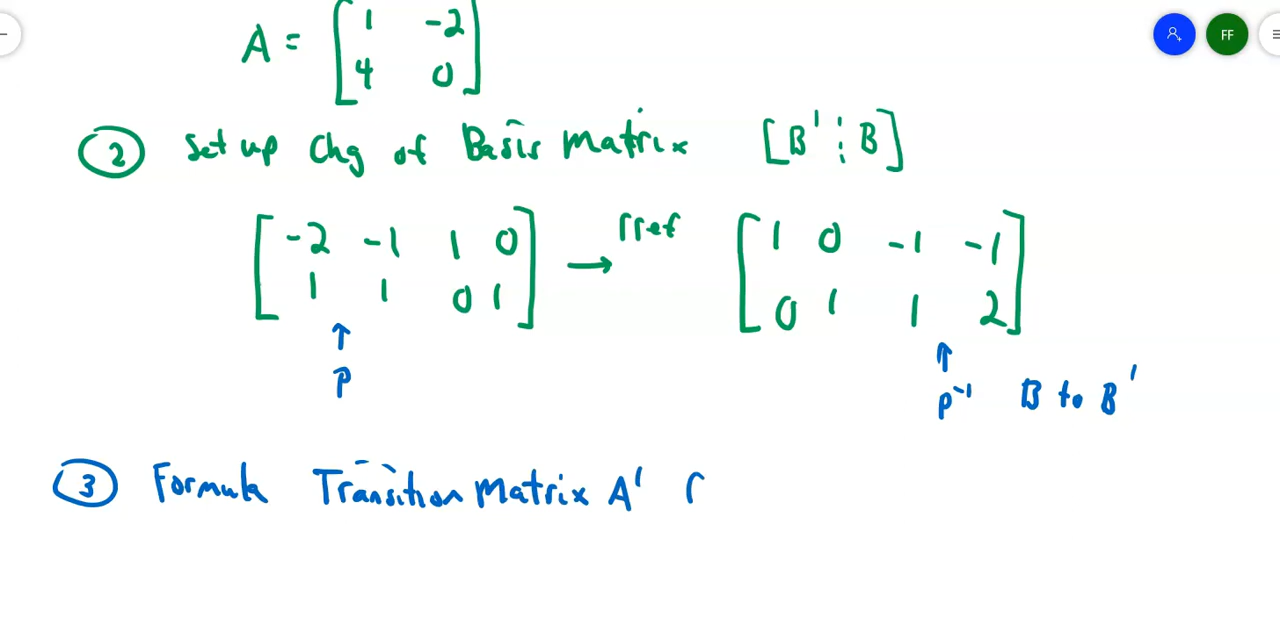 FF
A = [1 -2
4 0]
② Set up Chg of Basis Matrix [B' ⋮ B]
[-2 -1 1 0
1 1 0 1] → rref [1 0 -1 -1
0 1 1 2]
↑ P
↑ P⁻¹ B to B'
③ Formula Transition Matrix A' (